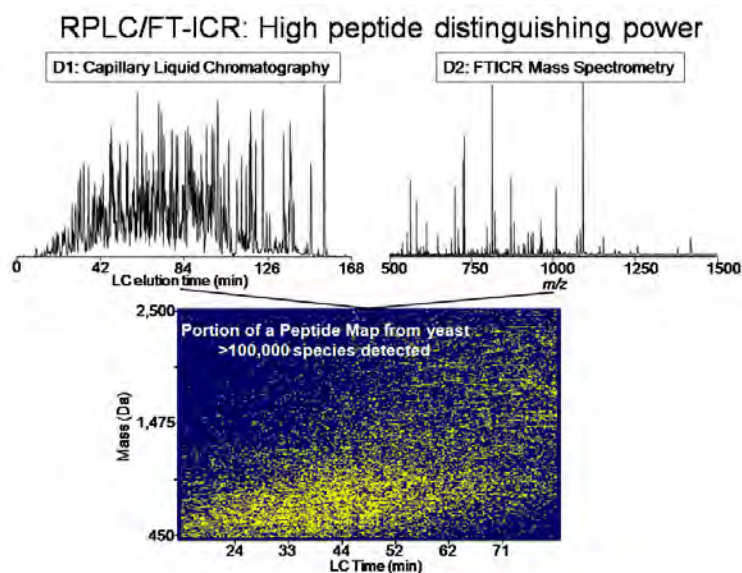 RPLC/FT-ICR: High peptide distinguishing power
D1: Capillary Liquid Chromatography
D2: FTICR Mass Spectrometry
0 42 84 126 168
LC elution time (min)
500 750 1000 1250 1500
m/z
2,500
Portion of a Peptide Map from yeast
>100,000 species detected
Mass (Da)
1,475
450
24 33 44 52 62 71
LC Time (min)